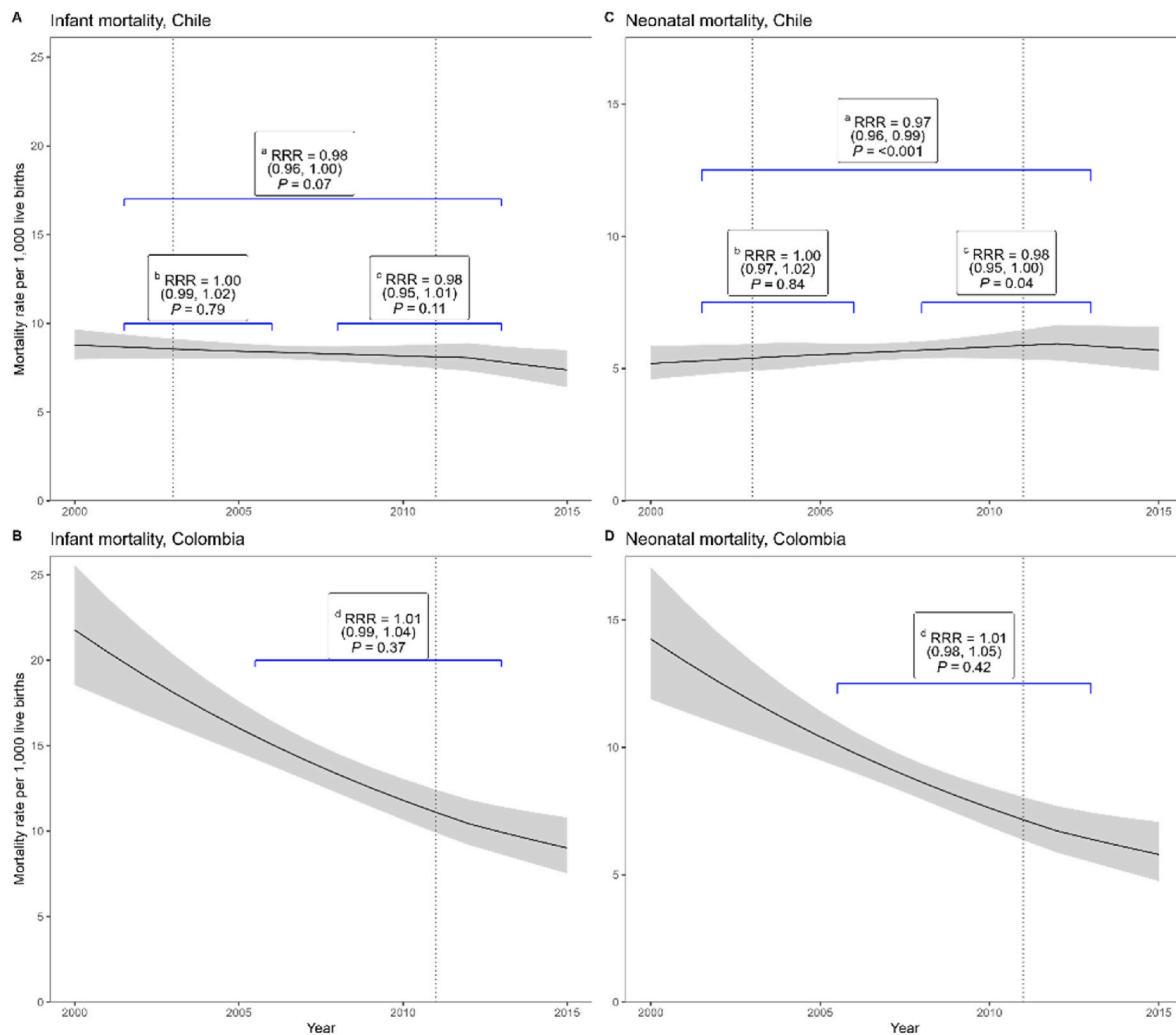 A Infant mortality, Chile
Mortality rate per 1,000 live births
25
20
15
10
5
0
a RRR = 0.98
(0.96, 1.00)
P = 0.07
b RRR = 1.00
(0.99, 1.02)
P = 0.79
c RRR = 0.98
(0.95, 1.01)
P = 0.11
2000 2005 2010 2015
C Neonatal mortality, Chile
15
10
5
0
a RRR = 0.97
(0.96, 0.99)
P = <0.001
b RRR = 1.00
(0.97, 1.02)
P = 0.84
c RRR = 0.98
(0.95, 1.00)
P = 0.04
2000 2005 2010 2015
B Infant mortality, Colombia
Mortality rate per 1,000 live births
25
20
15
10
5
0
d RRR = 1.01
(0.99, 1.04)
P = 0.37
2000 2005 2010 2015
Year
D Neonatal mortality, Colombia
15
10
5
0
d RRR = 1.01
(0.98, 1.05)
P = 0.42
2000 2005 2010 2015
Year